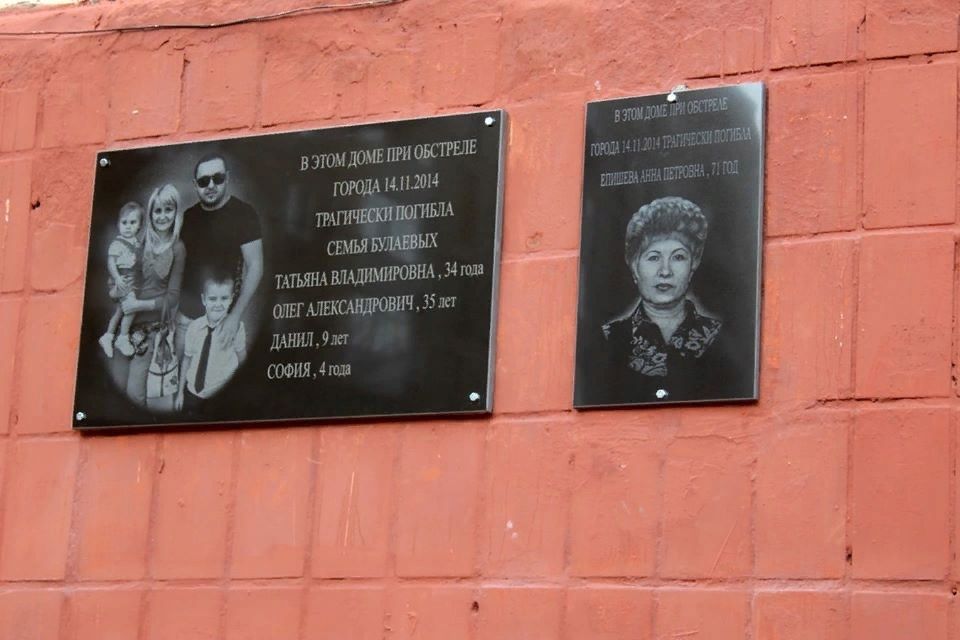 В ЭТОМ ДОМЕ ПРИ ОБСТРЕЛЕ
ГОРОДА 14.11.2014
ТРАГИЧЕСКИ ПОГИБЛА
СЕМЬЯ БУЛАЕВЫХ
ТАТЬЯНА ВЛАДИМИРОВНА , 34 года
ОЛЕГ АЛЕКСАНДРОВИЧ , 35 лет
ДАНИЛ , 9 лет
СОФИЯ , 4 года
В ЭТОМ ДОМЕ ПРИ ОБСТРЕЛЕ
ГОРОДА 14.11.2014 ТРАГИЧЕСКИ ПОГИБЛА
ЕПИШЕВА АННА ПЕТРОВНА , 71 ГОД